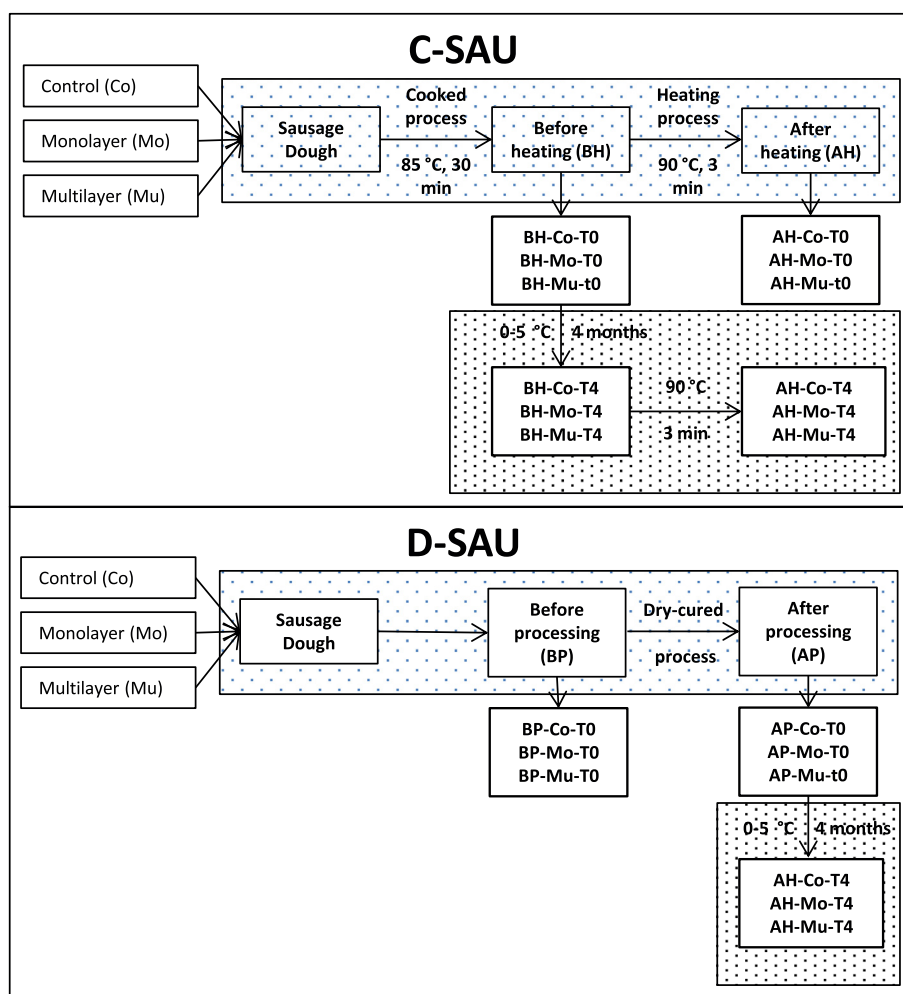 C-SAU
Control (Co)
Monolayer (Mo)
Multilayer (Mu)
Sausage
Dough
Cooked
process
85 °C, 30
min
Before
heating (BH)
Heating
process
90 °C, 3
min
After
heating (AH)
BH-Co-T0
BH-Mo-T0
BH-Mu-t0
AH-Co-T0
AH-Mo-T0
AH-Mu-t0
0-5 °C 4 months
BH-Co-T4
BH-Mo-T4
BH-Mu-T4
90 °C
3 min
AH-Co-T4
AH-Mo-T4
AH-Mu-T4
D-SAU
Control (Co)
Monolayer (Mo)
Multilayer (Mu)
Sausage
Dough
Before
processing
(BP)
Dry-cured
process
After
processing
(AP)
BP-Co-T0
BP-Mo-T0
BP-Mu-T0
AP-Co-T0
AP-Mo-T0
AP-Mu-t0
0-5 °C 4 months
AH-Co-T4
AH-Mo-T4
AH-Mu-T4